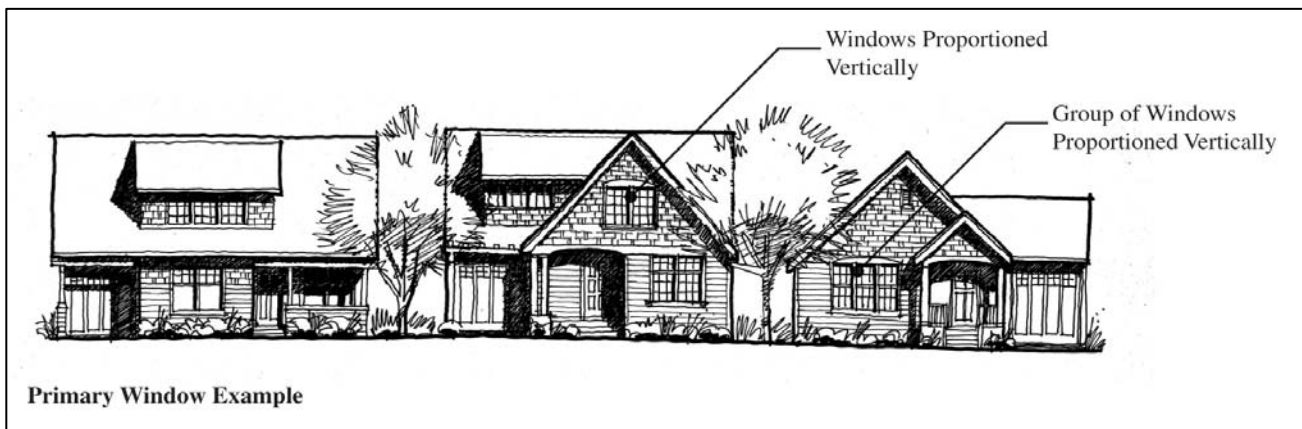 Windows Proportioned
Vertically
Group of Windows
Proportioned Vertically
Primary Window Example